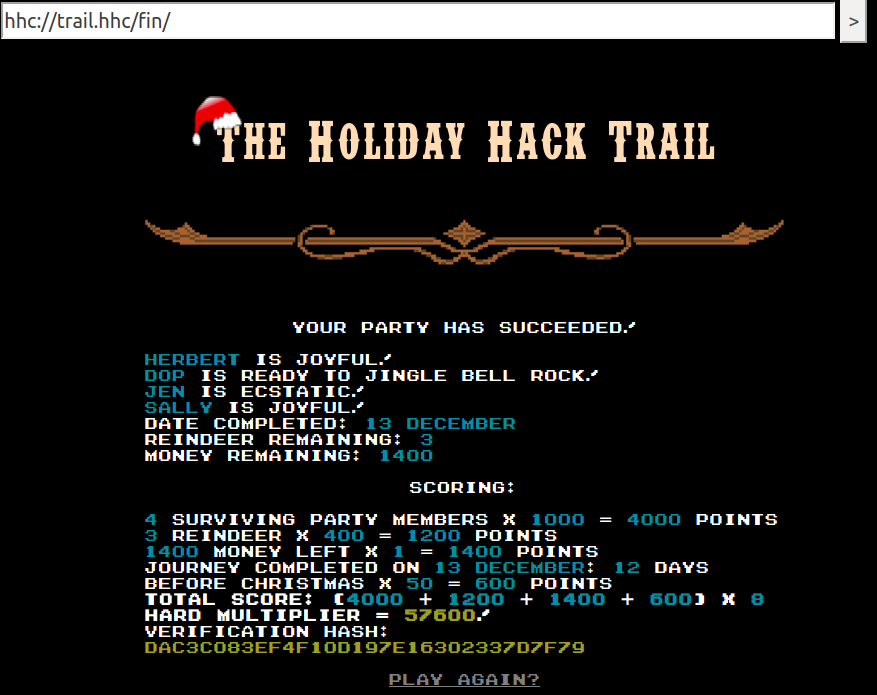 hhc://trail.hhc/fin/
>
THE HOLIDAY HACK TRAIL
YOUR PARTY HAS SUCCEEDED!
HERBERT IS JOYFUL!
DOP IS READY TO JINGLE BELL ROCK!
JEN IS ECSTATIC!
SALLY IS JOYFUL!
DATE COMPLETED: 13 DECEMBER
REINDEER REMAINING: 3
MONEY REMAINING: 1400
SCORING:
4 SURVIVING PARTY MEMBERS X 1000 = 4000 POINTS
3 REINDEER X 400 = 1200 POINTS
1400 MONEY LEFT X 1 = 1400 POINTS
JOURNEY COMPLETED ON 13 DECEMBER: 12 DAYS
BEFORE CHRISTMAS X 50 = 600 POINTS
TOTAL SCORE: (4000 + 1200 + 1400 + 600) X 8
HARD MULTIPLIER = 57600!
VERIFICATION HASH:
DAC3C083EF4F10D197E16302337D7F79
PLAY AGAIN?